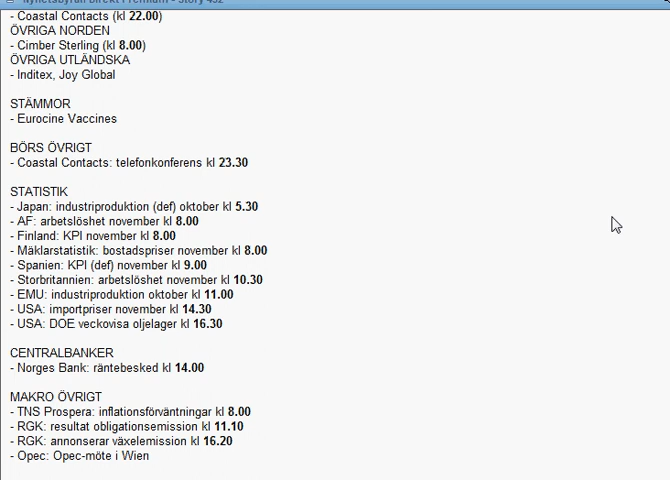 Nyhetsbyrån Direkt Premium - Story 432
- Coastal Contacts (kl 22.00)
ÖVRIGA NORDEN
- Cimber Sterling (kl 8.00)
ÖVRIGA UTLÄNDSKA
- Inditex, Joy Global
STÄMMOR
- Eurocine Vaccines
BÖRS ÖVRIGT
- Coastal Contacts: telefonkonferens kl 23.30
STATISTIK
- Japan: industriproduktion (def) oktober kl 5.30
- AF: arbetslöshet november kl 8.00
- Finland: KPI november kl 8.00
- Mäklarstatistik: bostadspriser november kl 8.00
- Spanien: KPI (def) november kl 9.00
- Storbritannien: arbetslöshet november kl 10.30
- EMU: industriproduktion oktober kl 11.00
- USA: importpriser november kl 14.30
- USA: DOE veckovisa oljelager kl 16.30
CENTRALBANKER
- Norges Bank: räntebesked kl 14.00
MAKRO ÖVRIGT
- TNS Prospera: inflationsförväntningar kl 8.00
- RGK: resultat obligationsemission kl 11.10
- RGK: annonserar växelemission kl 16.20
- Opec: Opec-möte i Wien